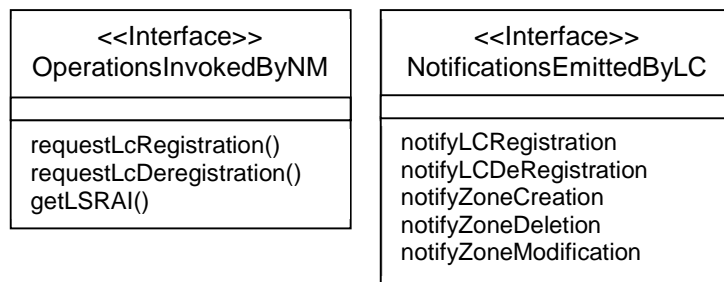 <<Interface>>
OperationsInvokedByNM
requestLcRegistration()
requestLcDeregistration()
getLSRAI()
<<Interface>>
NotificationsEmittedByLC
notifyLCRegistration
notifyLCDeRegistration
notifyZoneCreation
notifyZoneDeletion
notifyZoneModification